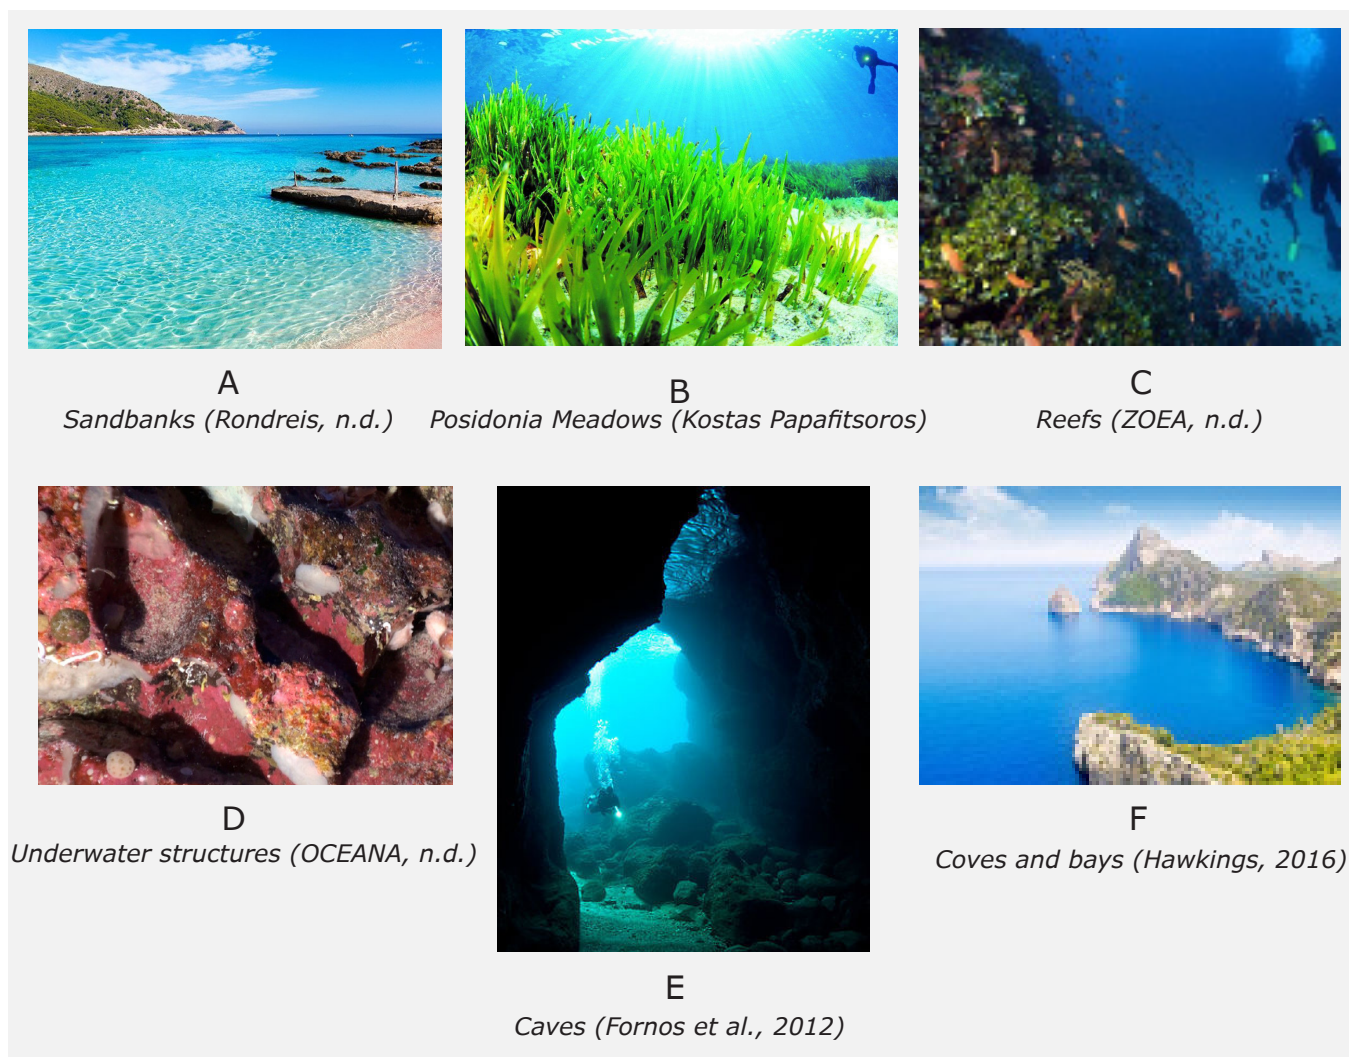 A
Sandbanks (Rondreis, n.d.)
B
Posidonia Meadows (Kostas Papafitsoros)
C
Reefs (ZOEA, n.d.)
D
Underwater structures (OCEANA, n.d.)
E
Caves (Fornos et al., 2012)
F
Coves and bays (Hawkings, 2016)